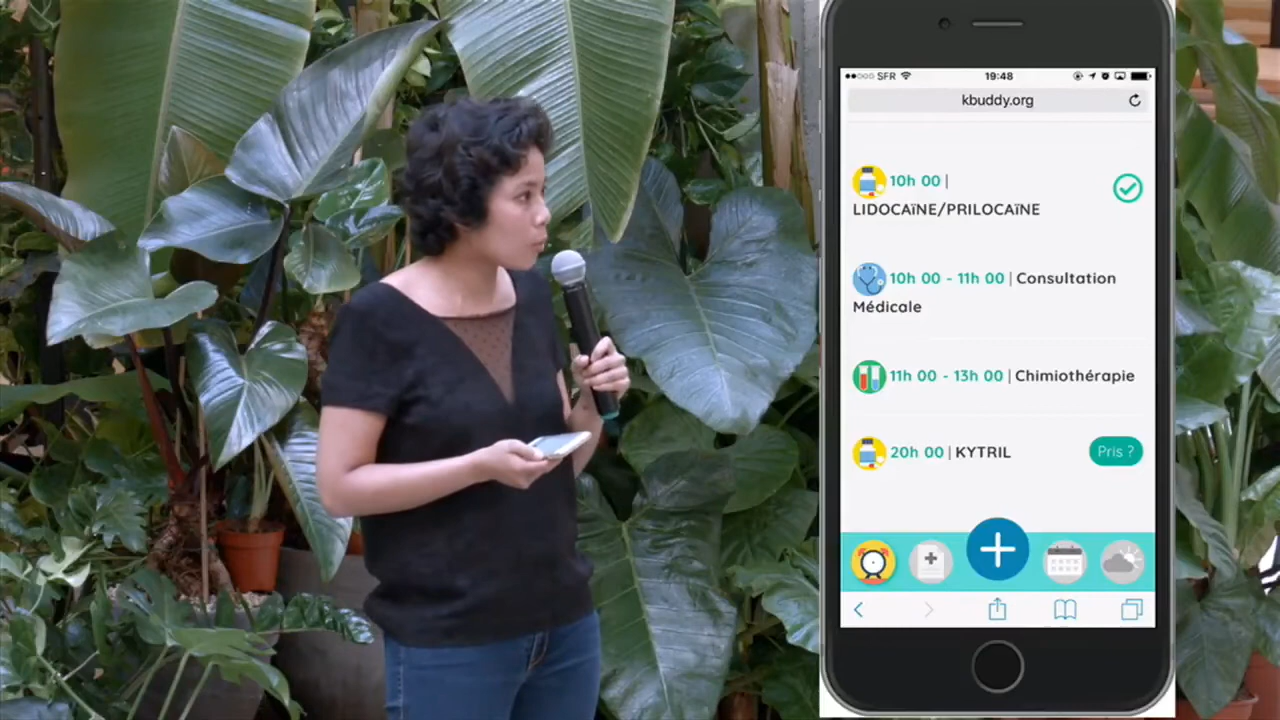 SFR
19:48
kbuddy.org
10h 00 |
LIDOCAÏNE/PRILOCAÏNE
10h 00 - 11h 00 | Consultation
Médicale
11h 00 - 13h 00 | Chimiothérapie
20h 00 | KYTRIL
Pris ?